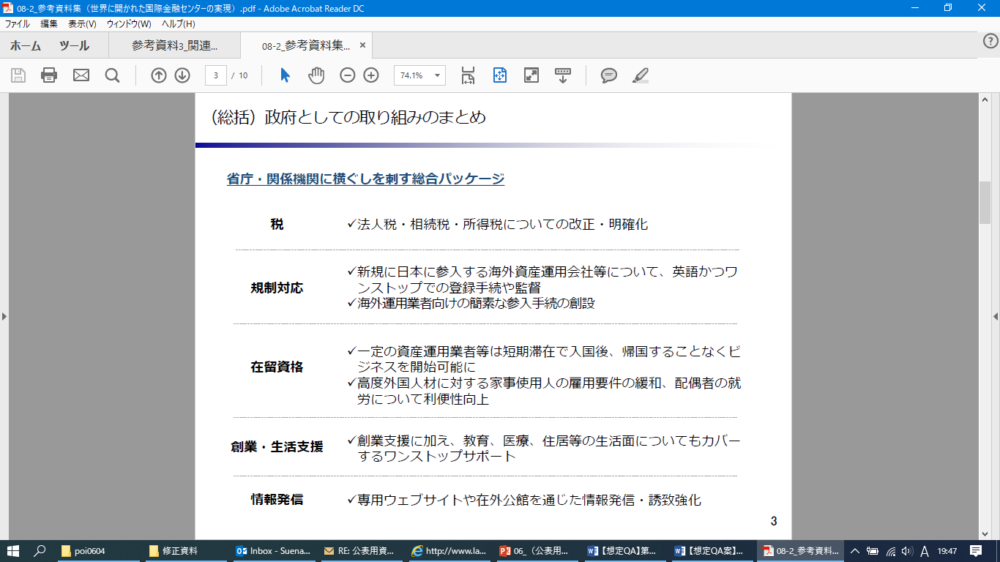 08-2_参考資料集（世界に開かれた国際金融センターの実現）.pdf - Adobe Acrobat Reader DC
ファイル 編集 表示(V) ウィンドウ(W) ヘルプ(H)
ホーム ツール 参考資料3_関連... 08-2_参考資料集... ×
3 / 10 74.1%
（総括）政府としての取り組みのまとめ
省庁・関係機関に横ぐしを刺す総合パッケージ
税
✓法人税・相続税・所得税についての改正・明確化
規制対応
✓新規に日本に参入する海外資産運用会社等について、英語かつワ
ンストップでの登録手続や監督
✓海外運用業者向けの簡素な参入手続の創設
在留資格
✓一定の資産運用業者等は短期滞在で入国後、帰国することなくビ
ジネスを開始可能に
✓高度外国人材に対する家事使用人の雇用要件の緩和、配偶者の就
労について利便性向上
創業・生活支援
✓創業支援に加え、教育、医療、住居等の生活面についてもカバー
するワンストップサポート
情報発信
✓専用ウェブサイトや在外公館を通じた情報発信・誘致強化
3
poi0604 修正資料 Inbox - Suena... RE: 公表用資... http://www.la... 06_（公表用... 【想定QA】第... 【想定QA案】... 08-2_参考資料... A 19:47